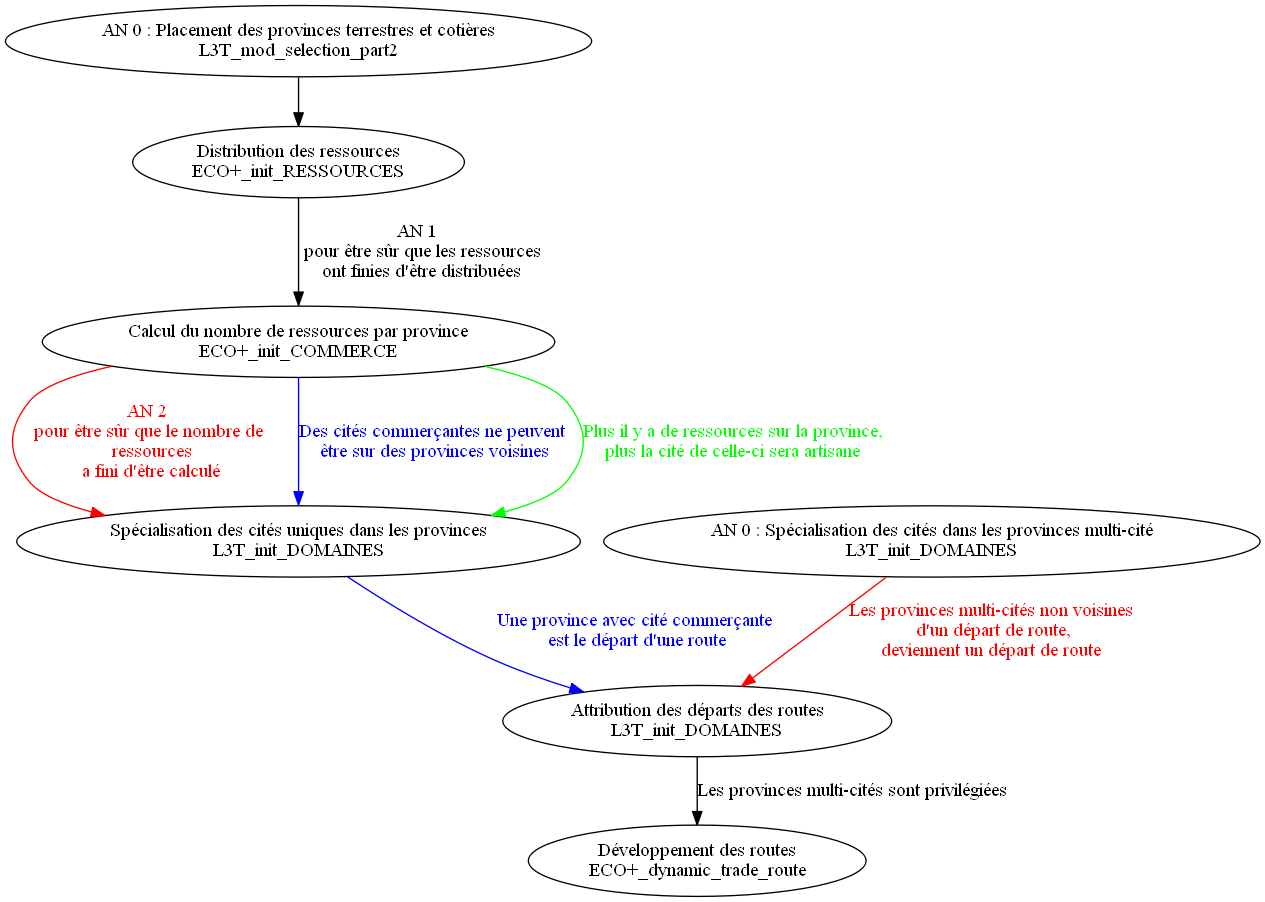 AN 0 : Placement des provinces terrestres et cotières
L3T_mod_selection_part2
Distribution des ressources
ECO+_init_RESSOURCES
AN 1
pour être sûr que les ressources
ont finies d'être distribuées
Calcul du nombre de ressources par province
ECO+_init_COMMERCE
AN 2
pour être sûr que le nombre de
ressources
a fini d'être calculé
Des cités commerçantes ne peuvent
être sur des provinces voisines
Plus il y a de ressources sur la province,
plus la cité de celle-ci sera artisane
Spécialisation des cités uniques dans les provinces
L3T_init_DOMAINES
AN 0 : Spécialisation des cités dans les provinces multi-cité
L3T_init_DOMAINES
Une province avec cité commerçante
est le départ d'une route
Les provinces multi-cités non voisines
d'un départ de route,
deviennent un départ de route
Attribution des départs des routes
L3T_init_DOMAINES
Les provinces multi-cités sont privilégiées
Développement des routes
ECO+_dynamic_trade_route